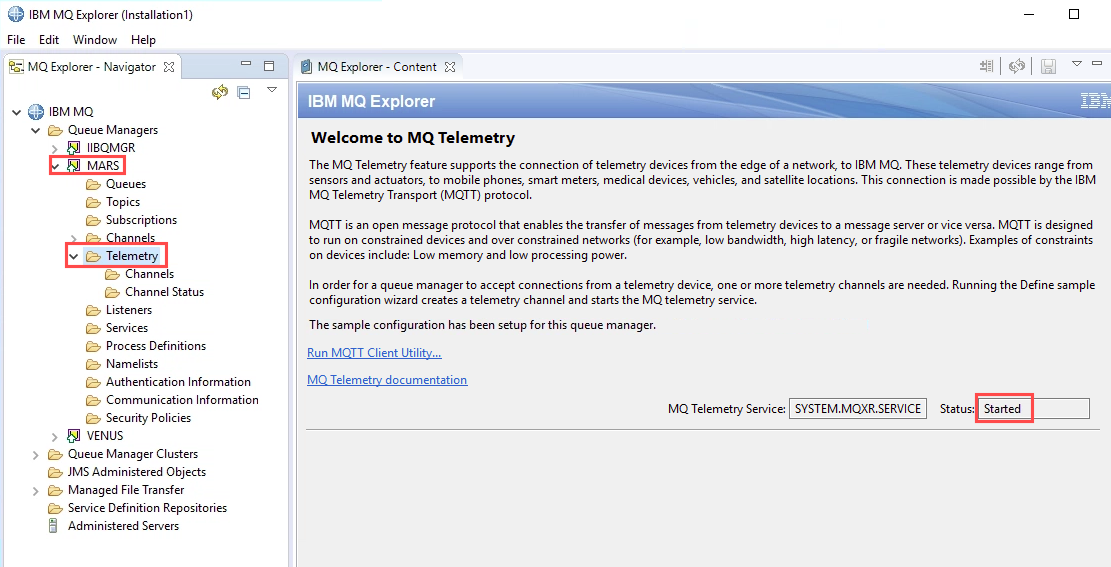 IBM MQ Explorer (Installation1)
File Edit Window Help
MQ Explorer - Navigator
IBM MQ
Queue Managers
IIBQMGR
MARS
Queues
Topics
Subscriptions
Channels
Telemetry
Channels
Channel Status
Listeners
Services
Process Definitions
Namelists
Authentication Information
Communication Information
Security Policies
VENUS
Queue Manager Clusters
JMS Administered Objects
Managed File Transfer
Service Definition Repositories
Administered Servers
MQ Explorer - Content
IBM MQ Explorer
IBM
Welcome to MQ Telemetry
The MQ Telemetry feature supports the connection of telemetry devices from the edge of a network, to IBM MQ. These telemetry devices range from
sensors and actuators, to mobile phones, smart meters, medical devices, vehicles, and satellite locations. This connection is made possible by the IBM
MQ Telemetry Transport (MQTT) protocol.
MQTT is an open message protocol that enables the transfer of messages from telemetry devices to a message server or vice versa. MQTT is designed
to run on constrained devices and over constrained networks (for example, low bandwidth, high latency, or fragile networks). Examples of constraints
on devices include: Low memory and low processing power.
In order for a queue manager to accept connections from a telemetry device, one or more telemetry channels are needed. Running the Define sample
configuration wizard creates a telemetry channel and starts the MQ telemetry service.
The sample configuration has been setup for this queue manager.
Run MQTT Client Utility...
MQ Telemetry documentation
MQ Telemetry Service: SYSTEM.MQXR.SERVICE Status: Started